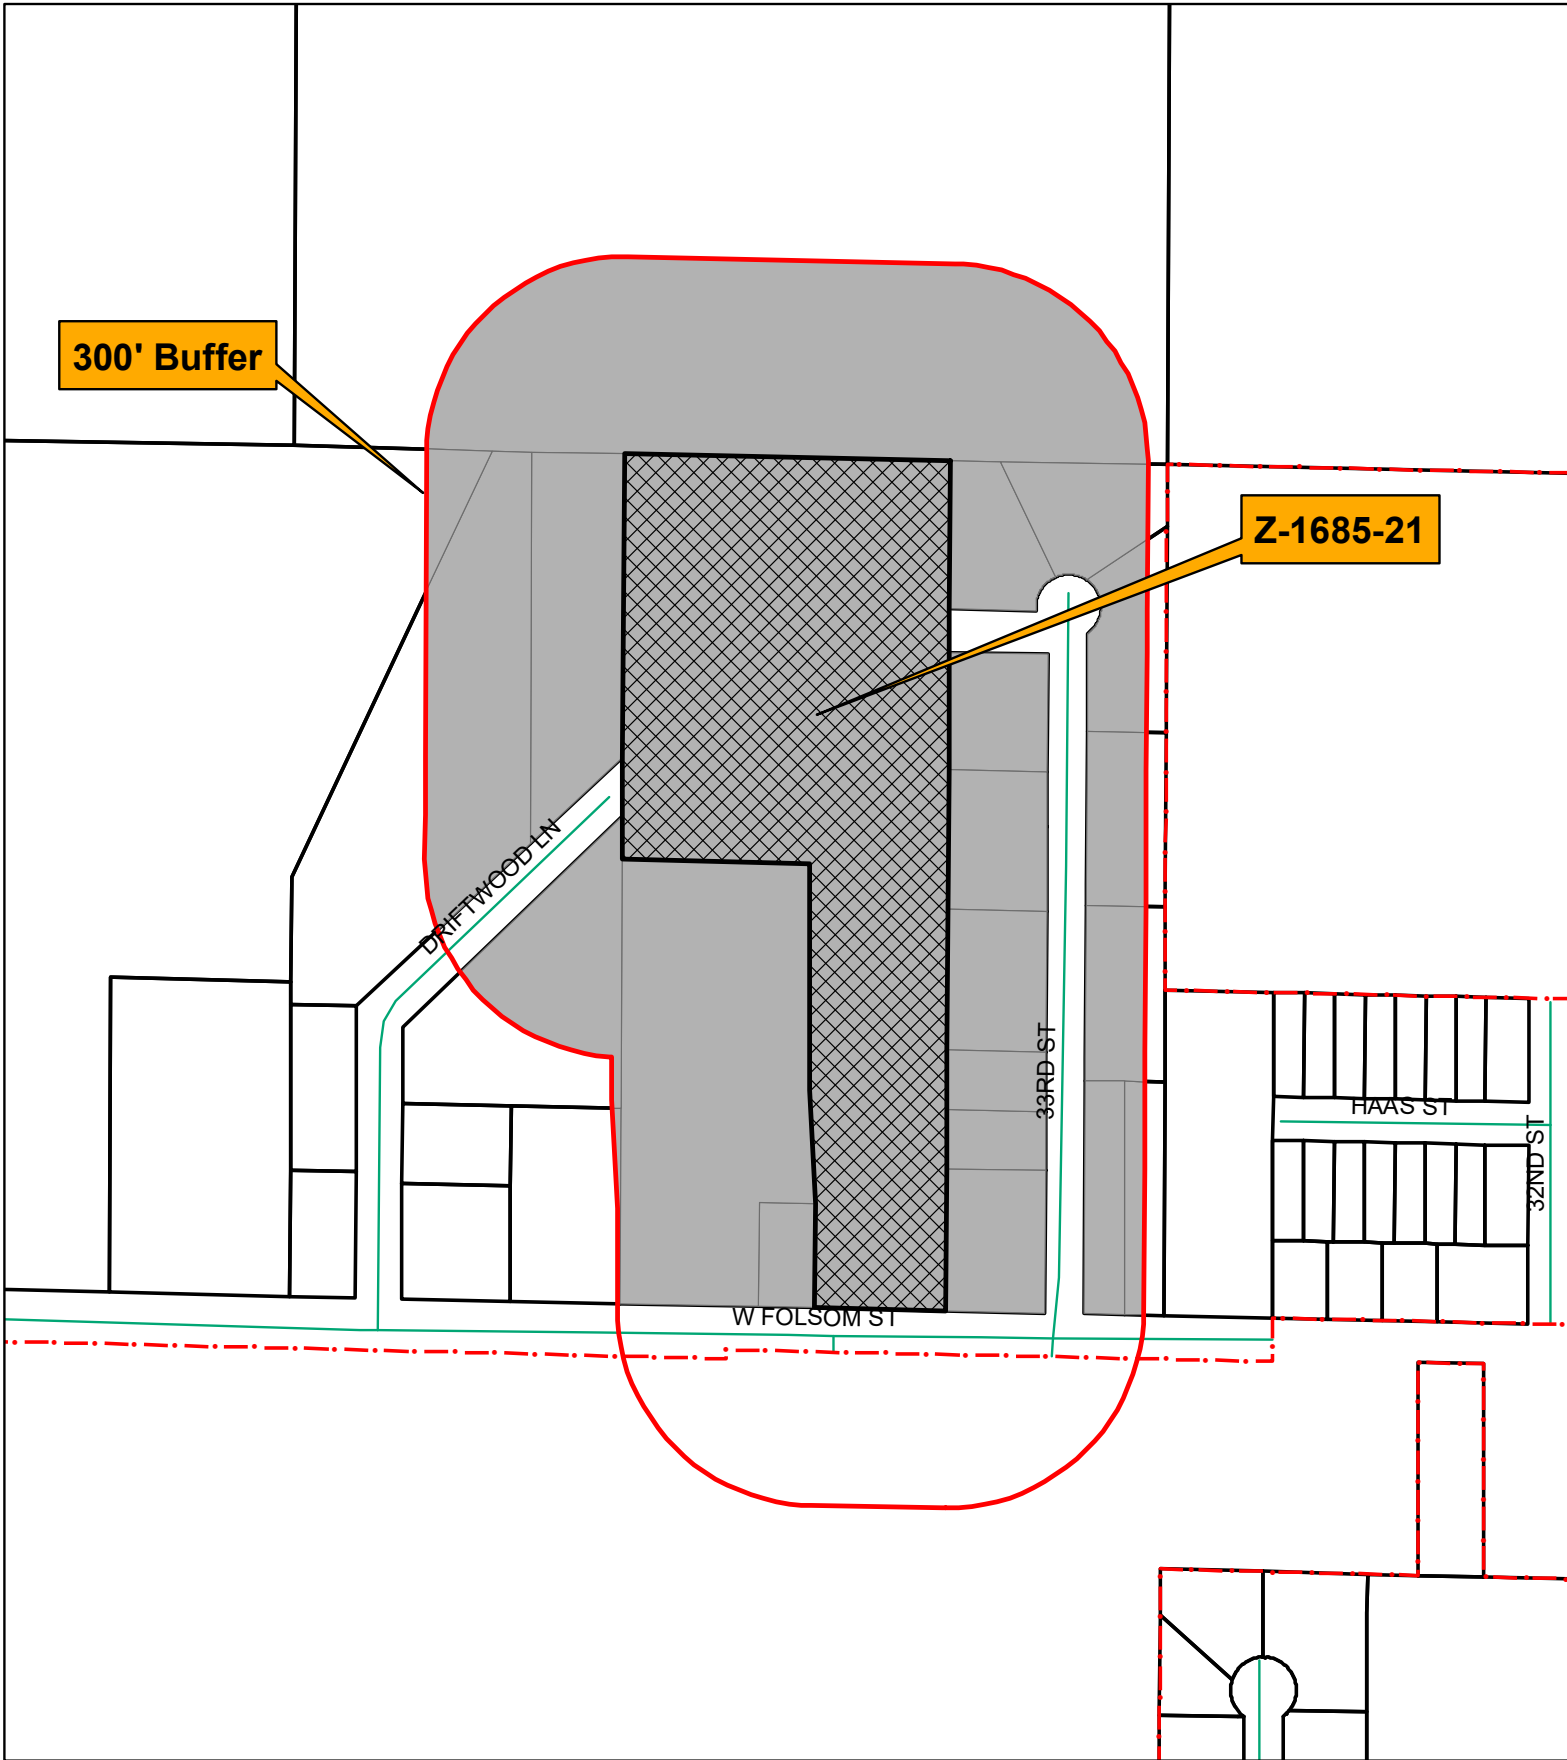 300' Buffer
Z-1685-21
DRIFTWOOD LN
33RD ST
HAAS ST
32ND ST
W FOLSOM ST